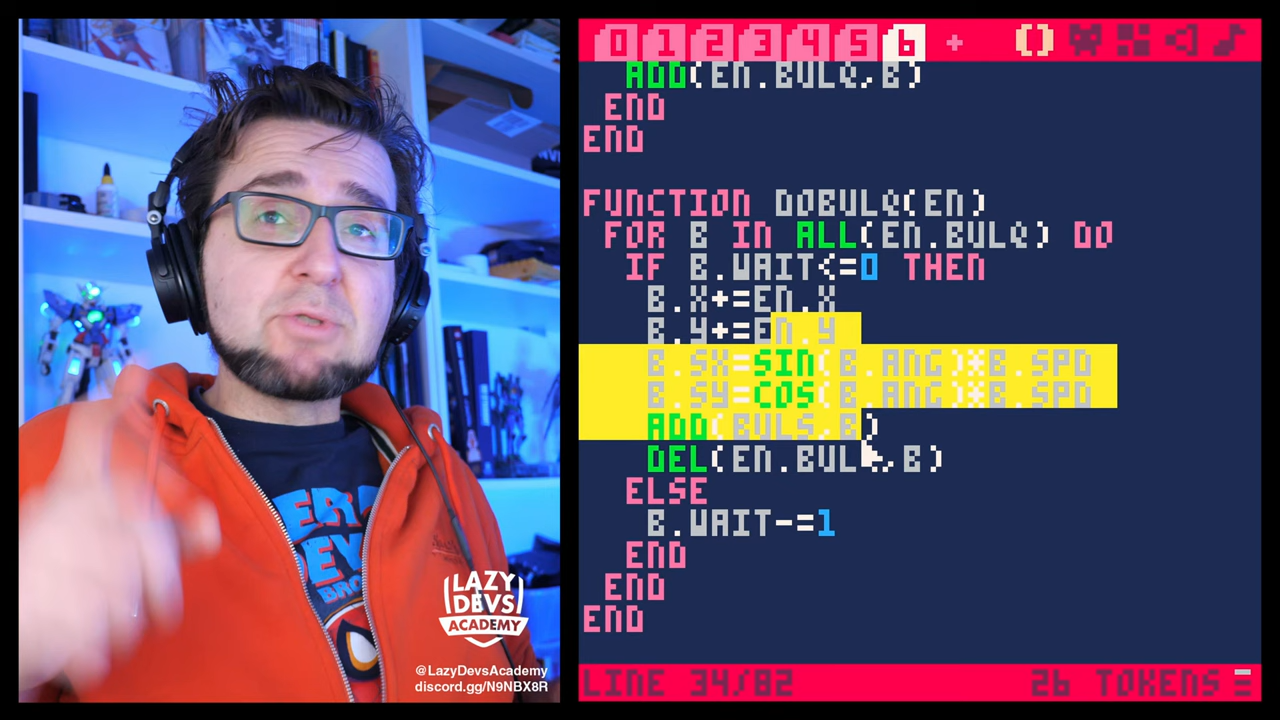 0 1 2 3 4 5 6 +
ADD(EN.BULQ,B)
END
END
FUNCTION DOBULQ(EN)
FOR B IN ALL(EN.BULQ) DO
IF B.WAIT<=0 THEN
B.X+=EN.X
B.Y+=EN.Y
B.SX=SIN(B.ANG)*B.SPD
B.SY=COS(B.ANG)*B.SPD
ADD(BULS,B)
DEL(EN.BULQ,B)
ELSE
B.WAIT-=1
END
END
END
LINE 34/82
26 TOKENS
LAZY
DEVS
ACADEMY
@LazyDevsAcademy
discord.gg/N9NBX8R